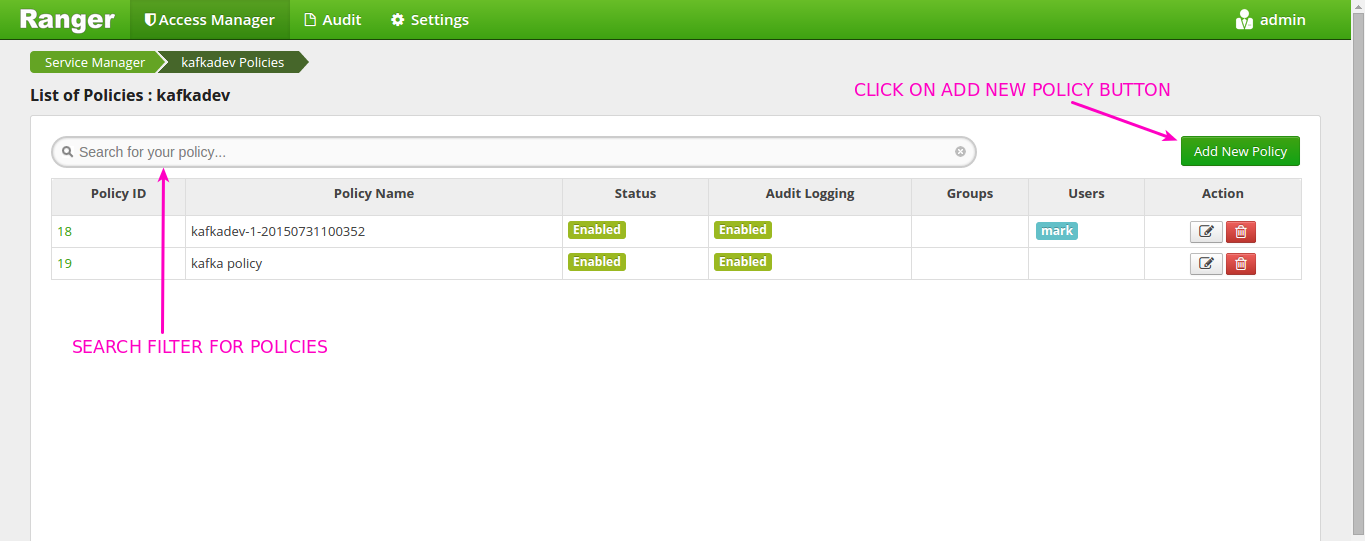 Ranger Access Manager Audit Settings admin
Service Manager kafkadev Policies
List of Policies : kafkadev
CLICK ON ADD NEW POLICY BUTTON
Search for your policy... Add New Policy
Policy ID Policy Name Status Audit Logging Groups Users Action
18 kafkadev-1-20150731100352 Enabled Enabled mark
19 kafka policy Enabled Enabled
SEARCH FILTER FOR POLICIES